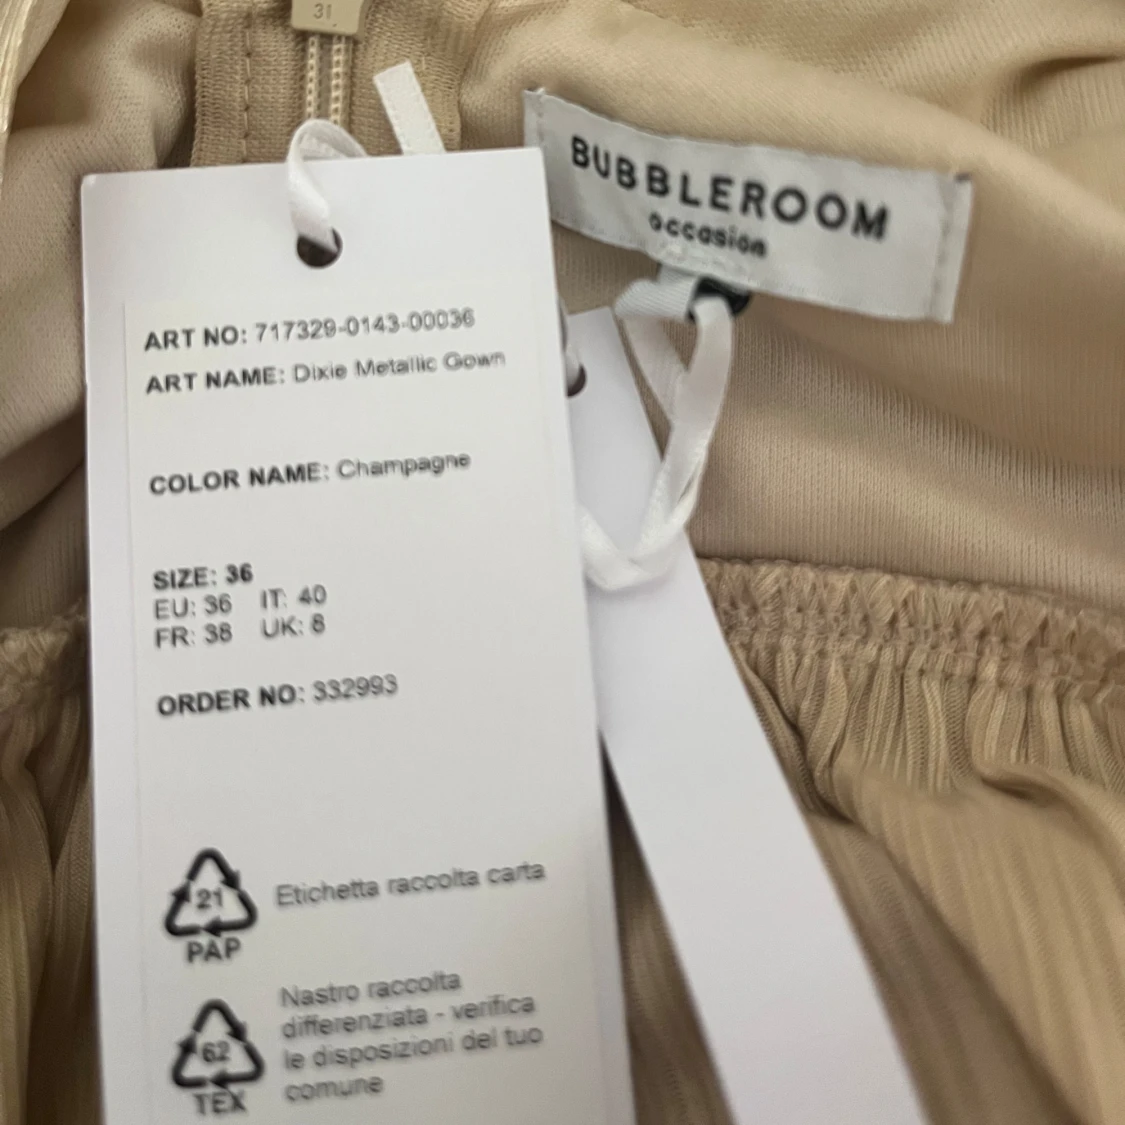 31
BUBBLEROOM
occasion
ART NO: 717329-0143-00036
ART NAME: Dixie Metallic Gown
COLOR NAME: Champagne
SIZE: 36
EU: 36 IT: 40
FR: 38 UK: 8
ORDER NO: 332993
21
PAP
Etichetta raccolta carta
62
TEX
Nastro raccolta
differenziata - verifica
le disposizioni del tuo
comune